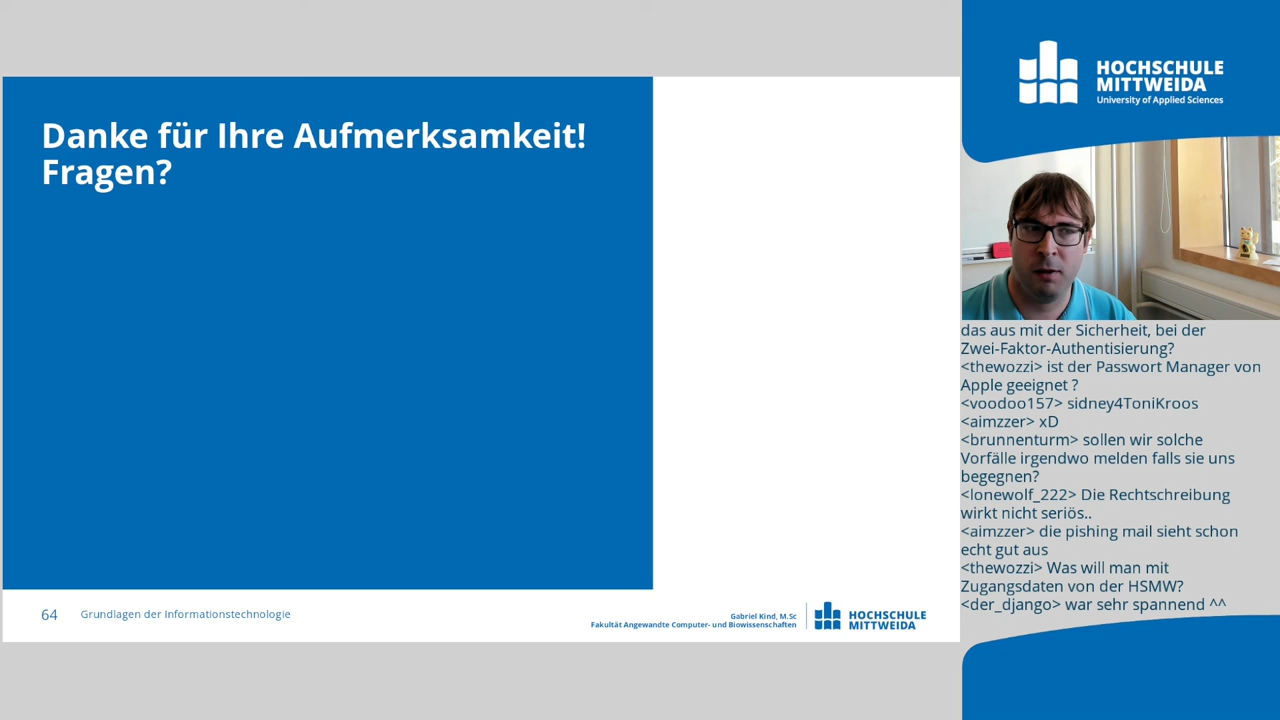 Danke für Ihre Aufmerksamkeit!
Fragen?
64
Grundlagen der Informationstechnologie
Gabriel Kind, M.Sc
Fakultät Angewandte Computer- und Biowissenschaften
HOCHSCHULE
MITTWEIDA
HOCHSCHULE
MITTWEIDA
University of Applied Sciences
das aus mit der Sicherheit, bei der
Zwei-Faktor-Authentisierung?
<thewozzi> ist der Passwort Manager von
Apple geeignet ?
<voodoo157> sidney4ToniKroos
<aimzzer> xD
<brunnenturm> sollen wir solche
Vorfälle irgendwo melden falls sie uns
begegnen?
<lonewolf_222> Die Rechtschreibung
wirkt nicht seriös..
<aimzzer> die pishing mail sieht schon
echt gut aus
<thewozzi> Was will man mit
Zugangsdaten von der HSMW?
<der_django> war sehr spannend ^^